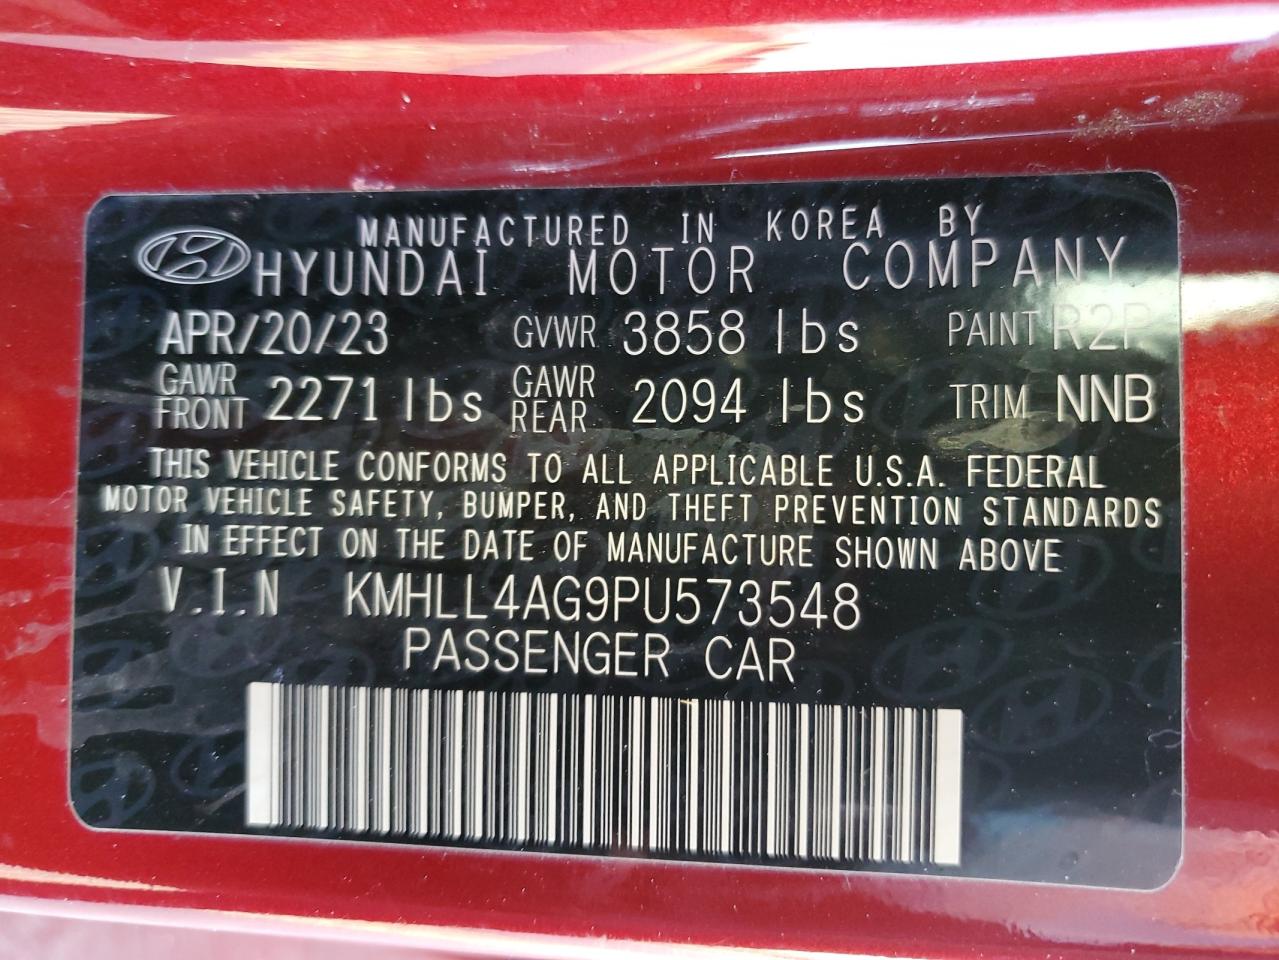 MANUFACTURED IN KOREA BY
HYUNDAI MOTOR COMPANY
APR/20/23 GVWR 3858 lbs PAINT R2P
GAWR FRONT 2271 lbs GAWR REAR 2094 lbs TRIM NNB
THIS VEHICLE CONFORMS TO ALL APPLICABLE U.S.A. FEDERAL
MOTOR VEHICLE SAFETY, BUMPER, AND THEFT PREVENTION STANDARDS
IN EFFECT ON THE DATE OF MANUFACTURE SHOWN ABOVE
V.I.N KMHLL4AG9PU573548
PASSENGER CAR